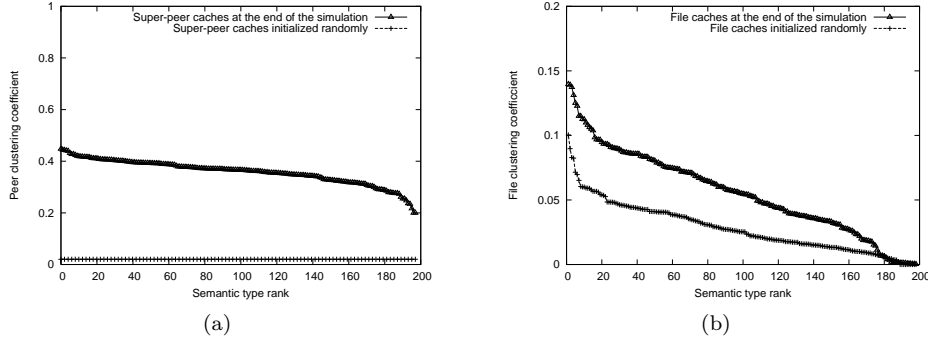 Super-peer caches at the end of the simulation
Super-peer caches initialized randomly
Peer clustering coefficient
1
0.8
0.6
0.4
0.2
0
0 20 40 60 80 100 120 140 160 180 200
Semantic type rank
(a)
File caches at the end of the simulation
File caches initialized randomly
File clustering coefficcient
0.2
0.15
0.1
0.05
0
0 20 40 60 80 100 120 140 160 180 200
Semantic type rank
(b)